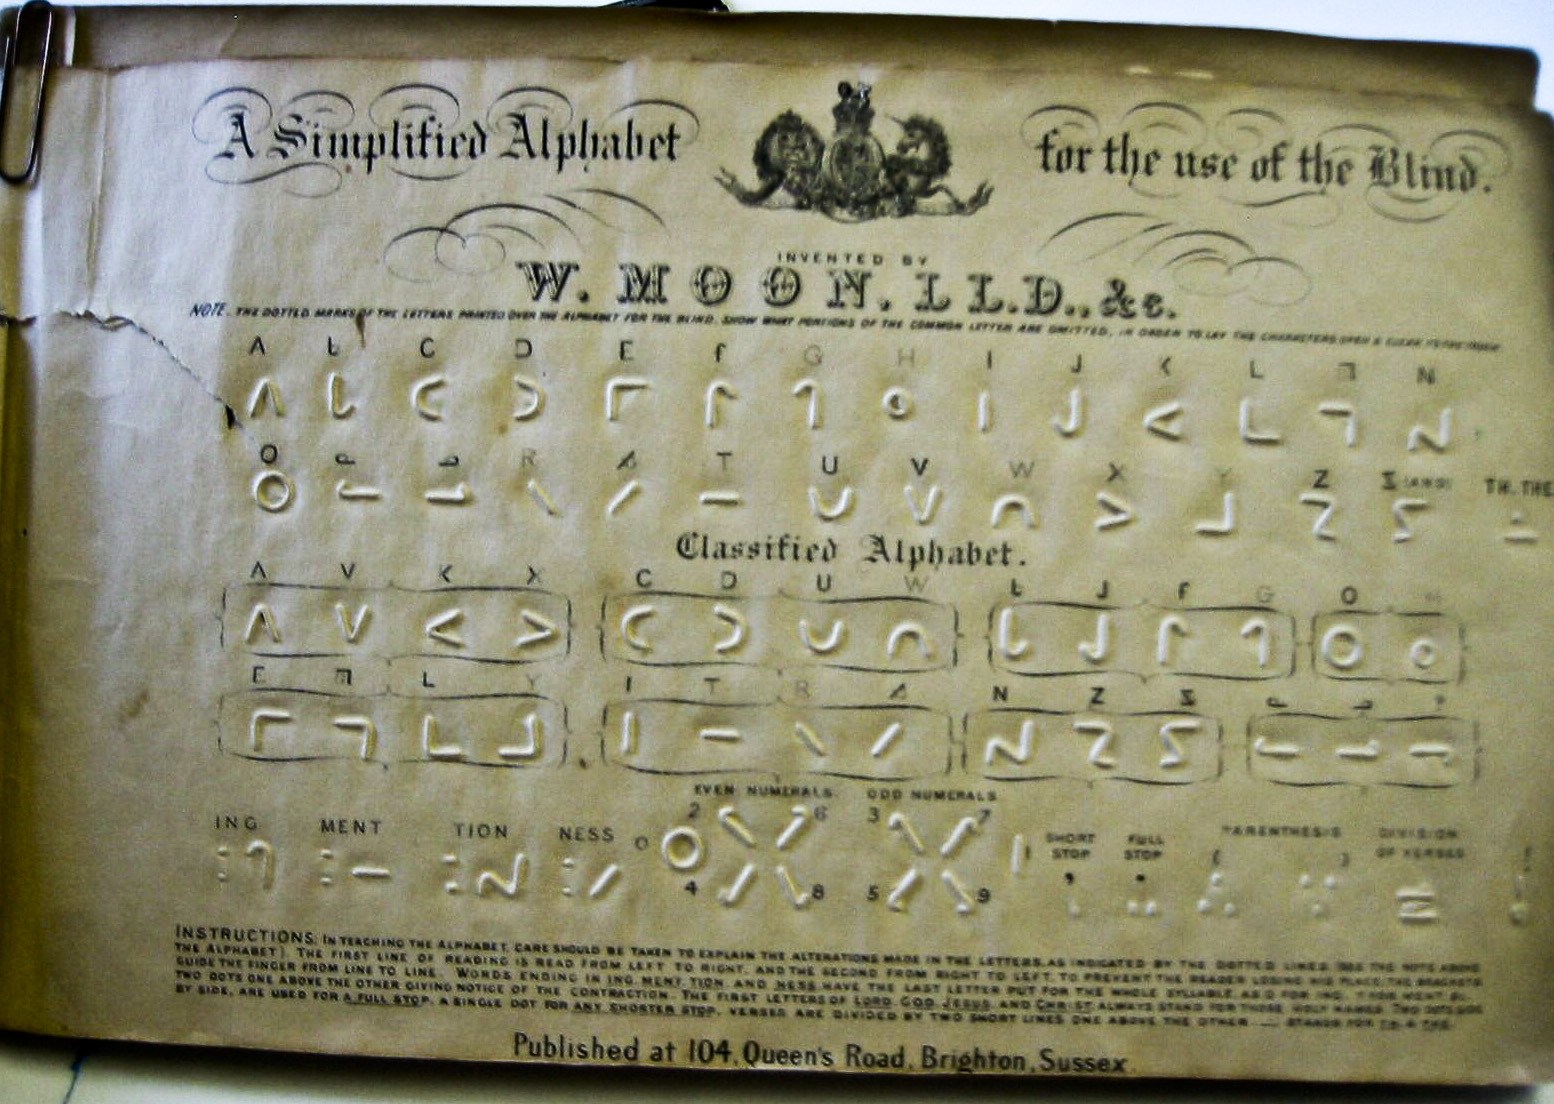 A Simplified Alphabet for the use of the Blind.
INVENTED BY
W. MOON, LL.D., &c.
NOTE. THE DOTTED MARKS OF THE LETTERS PRINTED OVER THE ALPHABET FOR THE BLIND, SHOW WHAT PORTIONS OF THE COMMON LETTER ARE OMITTED, IN ORDER TO LEAVE THE CHARACTERS OPEN & CLEAR TO THE TOUCH
A b C D E f G H I J K L M N
O P Q R S T U V W X Y Z & (AND) TH. THE
Classified Alphabet.
A V K X C D U W b J f G O H
E M L Y I T R S N Z & P Q
EVEN NUMERALS. ODD NUMERALS
ING MENT TION NESS 0 2 6 3 7 SHORT STOP FULL STOP PARENTHESIS ( ) DIVISION OF VERSES
4 8 5 9 , .
INSTRUCTIONS: IN TEACHING THE ALPHABET, CARE SHOULD BE TAKEN TO EXPLAIN THE ALTERATIONS MADE IN THE LETTERS, AS INDICATED BY THE DOTTED LINES (SEE THE NOTE ABOVE
THE ALPHABET). THE FIRST LINE OF READING IS READ FROM LEFT TO RIGHT, AND THE SECOND FROM RIGHT TO LEFT. TO PREVENT THE READER LOSING HIS PLACE, THE BRACKETS
GUIDE THE FINGER FROM LINE TO LINE. WORDS ENDING IN ING, MENT, TION, AND NESS, HAVE THE LAST LETTER PUT FOR THE WHOLE SYLLABLE, AS G FOR ING, T FOR MENT &c.
TWO DOTS ONE ABOVE THE OTHER GIVING NOTICE OF THE CONTRACTION. THE FIRST LETTERS OF LORD, GOD, JESUS, AND CHRIST ALWAYS STAND FOR THOSE HOLY NAMES. TWO DOTS SIDE
BY SIDE, ARE USED FOR A FULL STOP, A SINGLE DOT FOR ANY SHORTER STOP. VERSES ARE DIVIDED BY TWO SHORT LINES ONE ABOVE THE OTHER STANDS FOR TH & THE
Published at 104, Queen's Road, Brighton, Sussex.